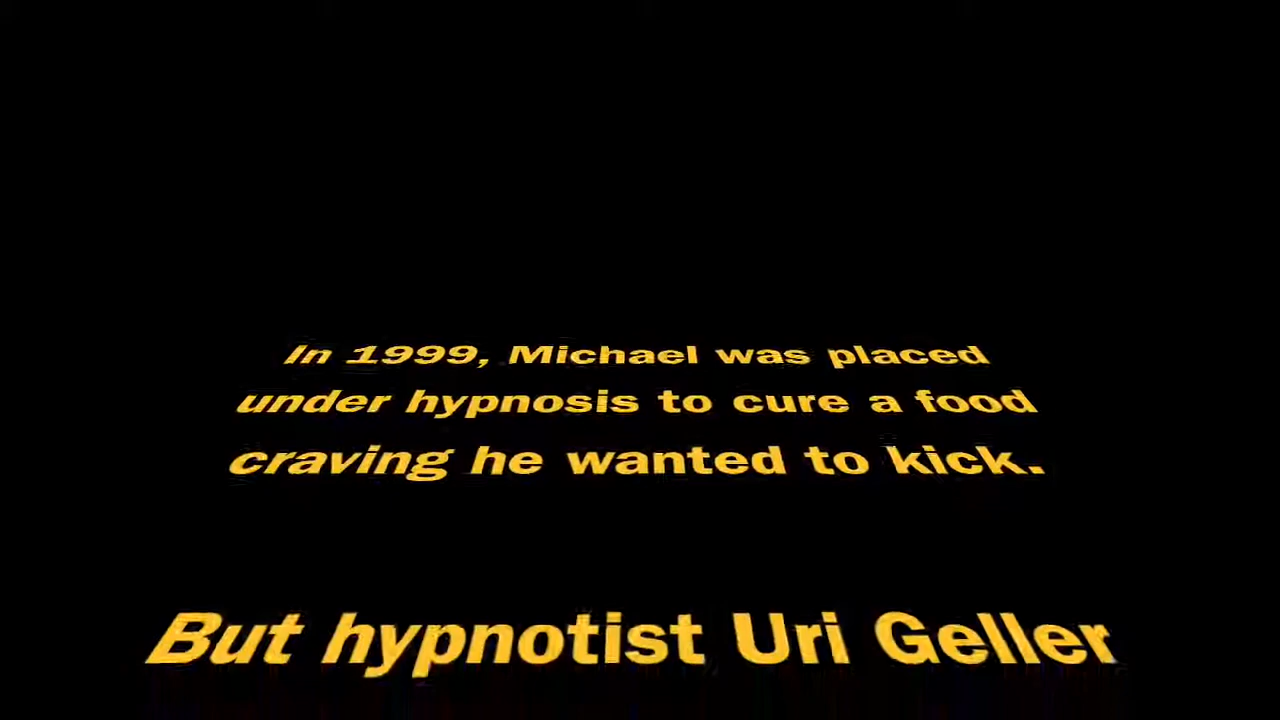 In 1999, Michael was placed
under hypnosis to cure a food
craving he wanted to kick.
But hypnotist Uri Geller